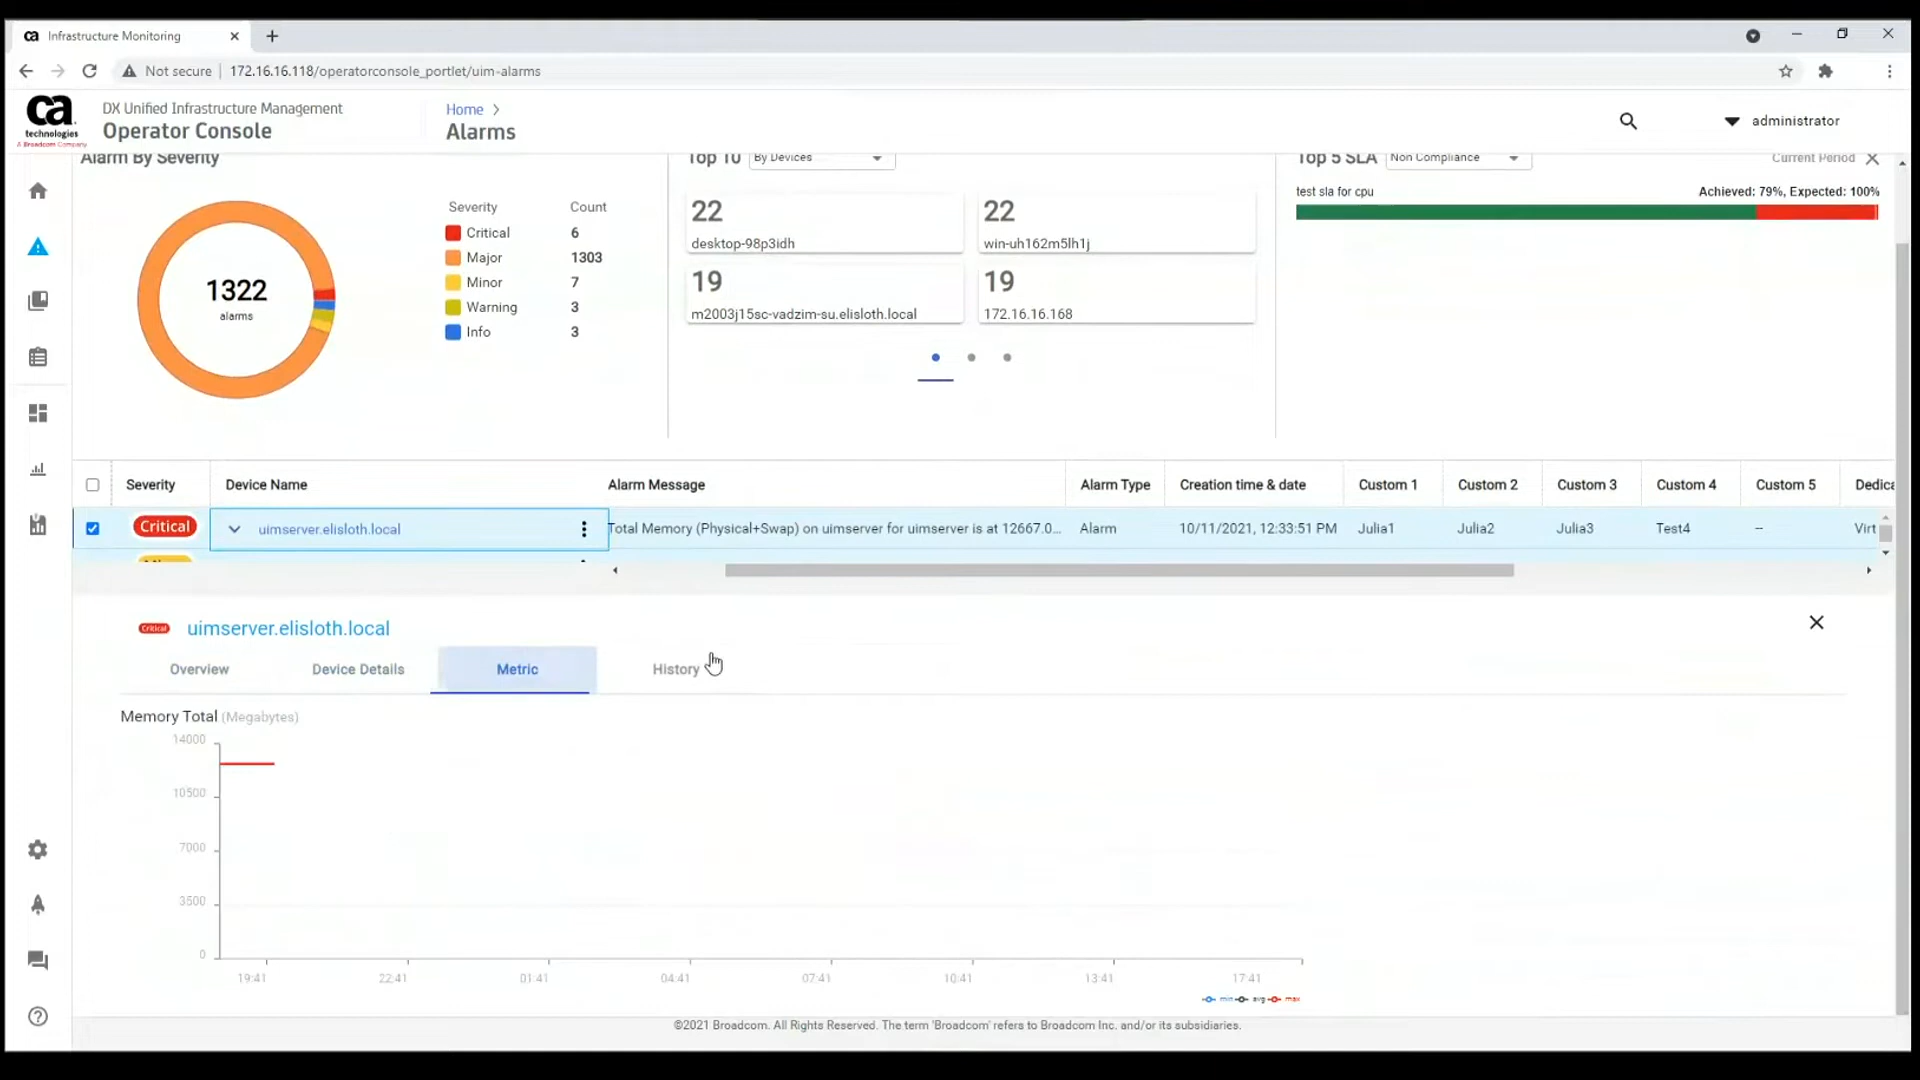 ca Infrastructure Monitoring
Not secure 172.16.16.118/operatorconsole_portlet/uim-alarms
ca
technologies
A Broadcom Company
DX Unified Infrastructure Management
Operator Console
Home >
Alarms
administrator
Alarm By Severity
1322
alarms
Severity Count
Critical 6
Major 1303
Minor 7
Warning 3
Info 3
Top 10 By Devices
22
desktop-98p3idh
22
win-uh162m5lh1j
19
m2003j15sc-vadzim-su.elisloth.local
19
172.16.16.168
Top 5 SLA Non Compliance Current Period
test sla for cpu Achieved: 79%, Expected: 100%
Severity Device Name Alarm Message Alarm Type Creation time & date Custom 1 Custom 2 Custom 3 Custom 4 Custom 5 Dedica
Critical uimserver.elisloth.local Total Memory (Physical+Swap) on uimserver for uimserver is at 12667.0... Alarm 10/11/2021, 12:33:51 PM Julia1 Julia2 Julia3 Test4 -- Virt
Critical uimserver.elisloth.local
Overview Device Details Metric History
Memory Total (Megabytes)
14000
10500
7000
3500
0
19:41 22:41 01:41 04:41 07:41 10:41 13:41 17:41
min avg max
©2021 Broadcom. All Rights Reserved. The term 'Broadcom' refers to Broadcom Inc. and/or its subsidiaries.